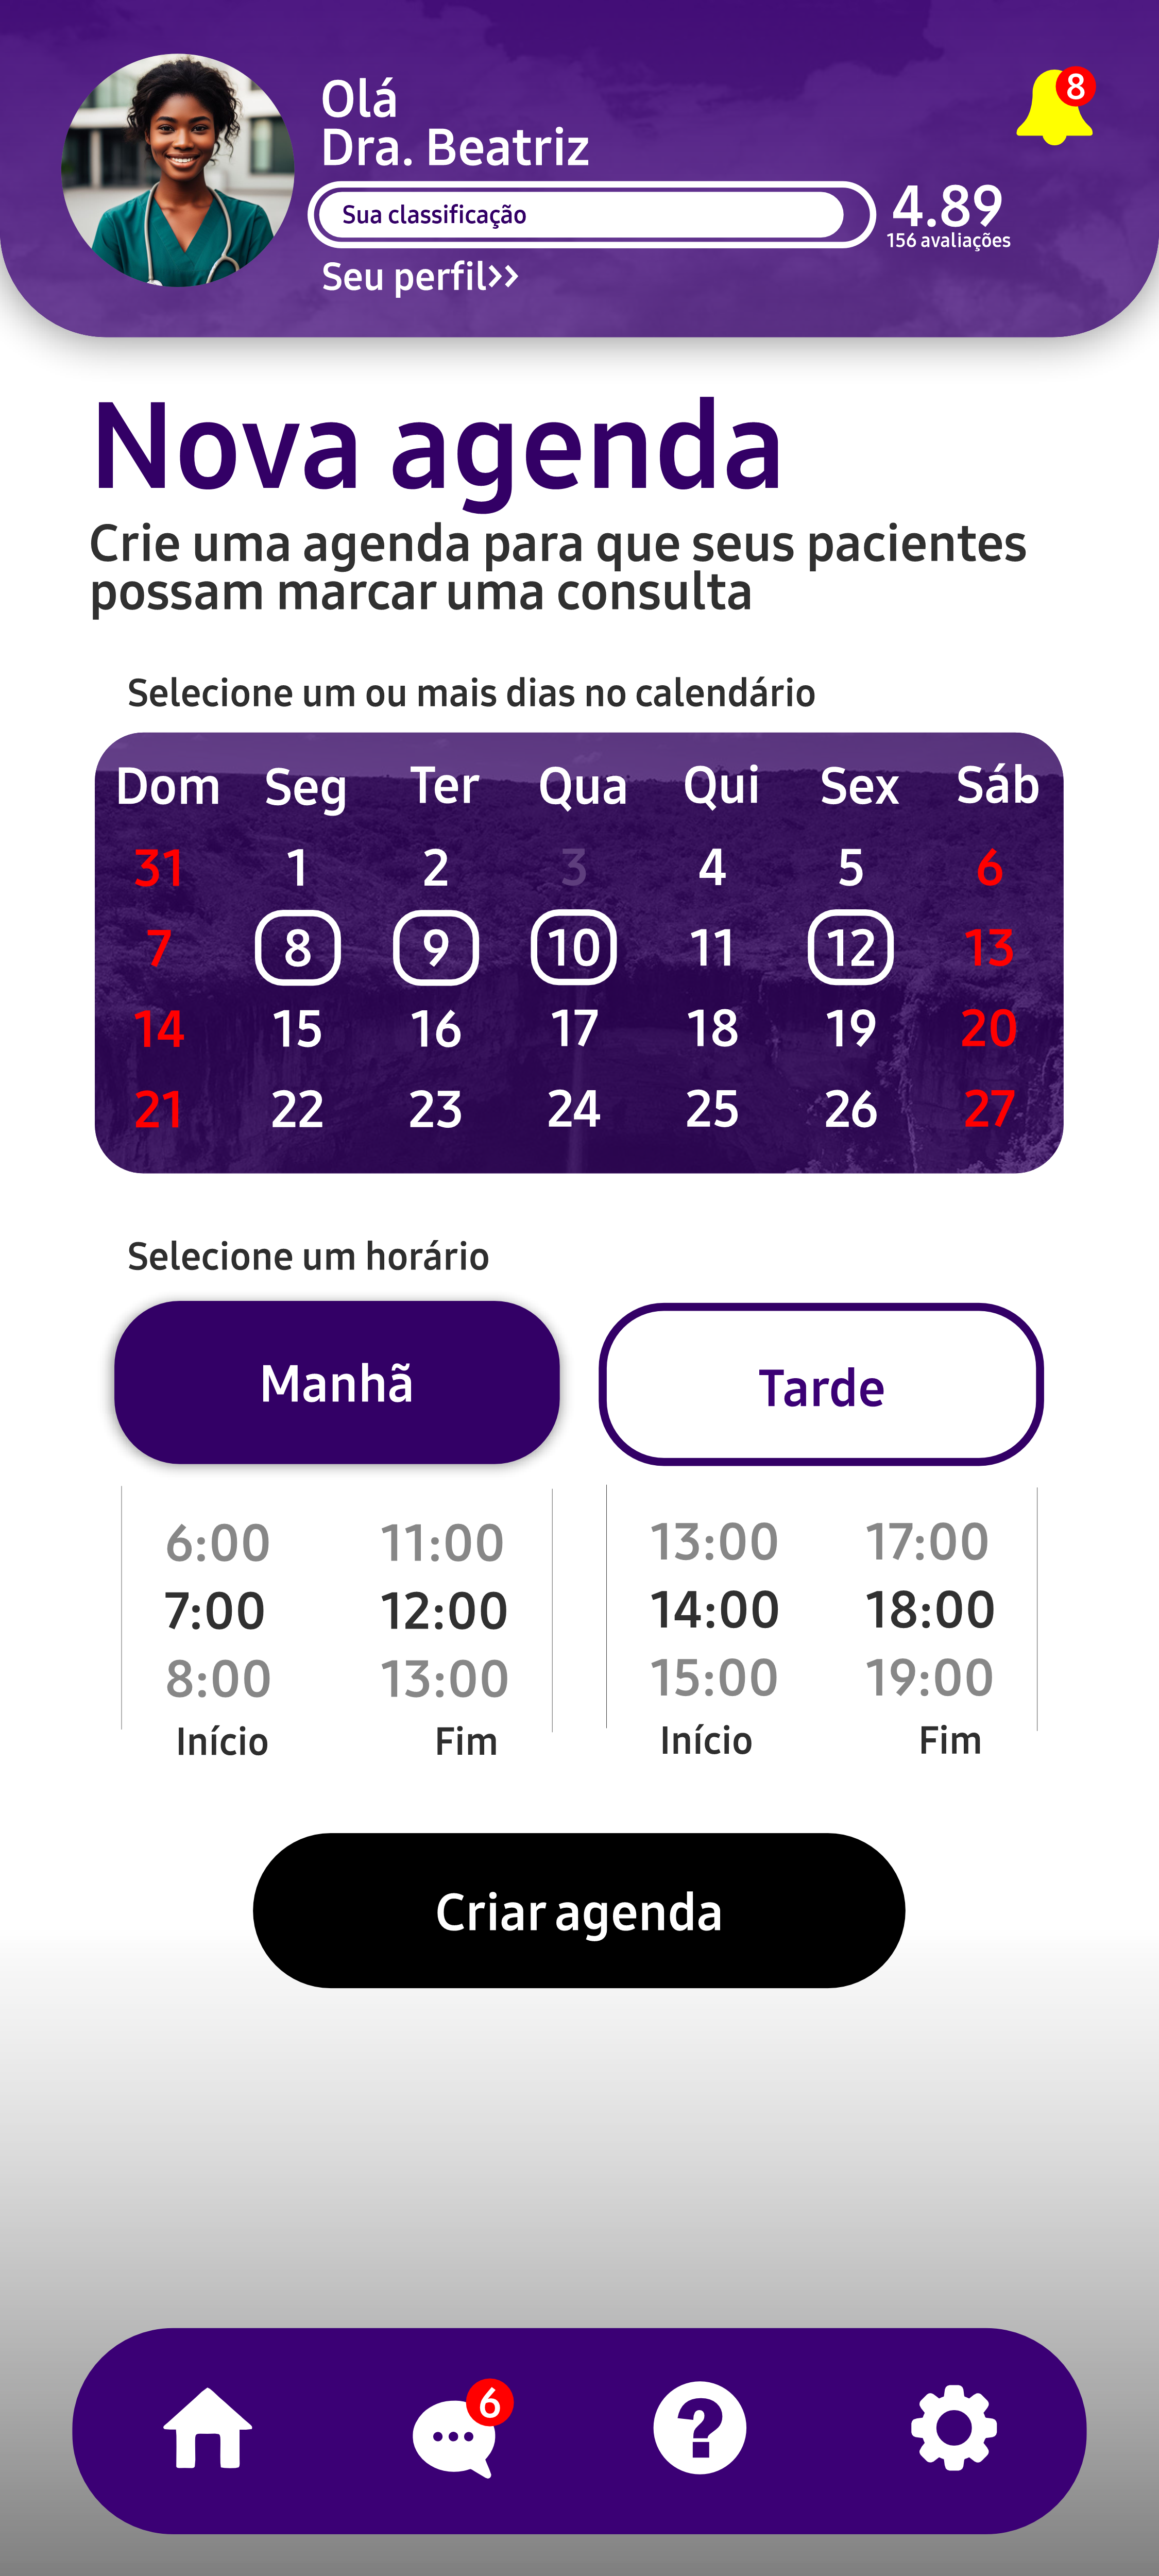 Olá
Dra. Beatriz
8
Sua classificação
4.89
156 avaliações
Seu perfil>>
Nova agenda
Crie uma agenda para que seus pacientes
possam marcar uma consulta
Selecione um ou mais dias no calendário
Dom Seg Ter Qua Qui Sex Sáb
31 1 2 3 4 5 6
7 8 9 10 11 12 13
14 15 16 17 18 19 20
21 22 23 24 25 26 27
Selecione um horário
Manhã Tarde
6:00 11:00 13:00 17:00
7:00 12:00 14:00 18:00
8:00 13:00 15:00 19:00
Início Fim Início Fim
Criar agenda
6
?